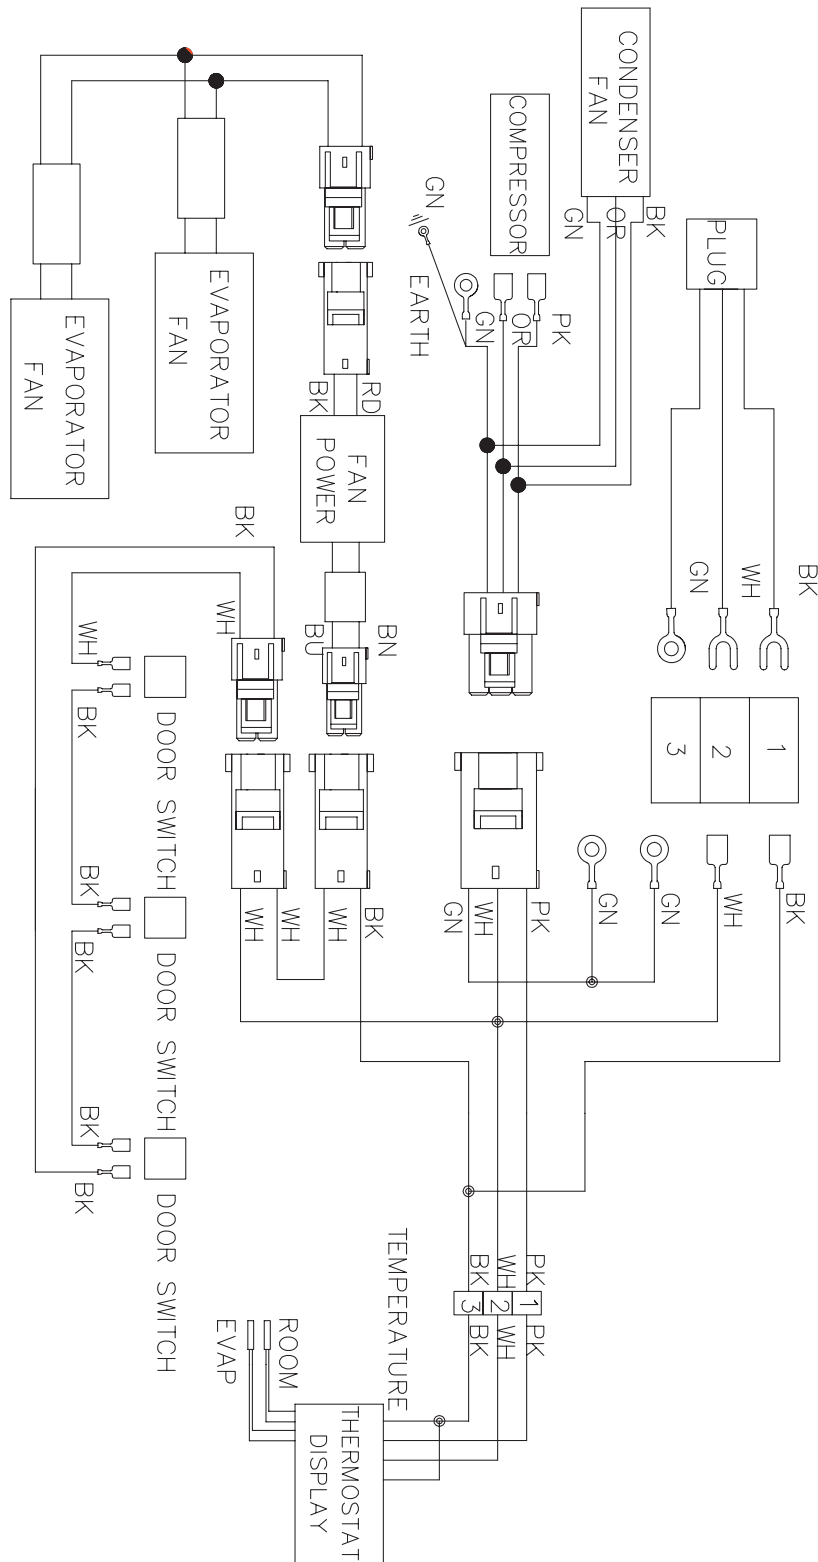 CONDENSER
FAN
BK
OR
GN
PLUG
BK
WH
GN
1
2
3
BK
WH
GN
GN
COMPRESSOR
PK
OR
GN
EARTH
GN
PK
WH
GN
PK
WH
BK
1
2
3
PK
WH
BK
TEMPERATURE
THERMOSTAT
DISPLAY
ROOM
EVAP
RD
BK
FAN
POWER
BN
BU
BK
WH
WH
WH
EVAPORATOR
FAN
EVAPORATOR
FAN
BK
WH
WH
BK
DOOR SWITCH
BK
BK
DOOR SWITCH
BK
BK
DOOR SWITCH